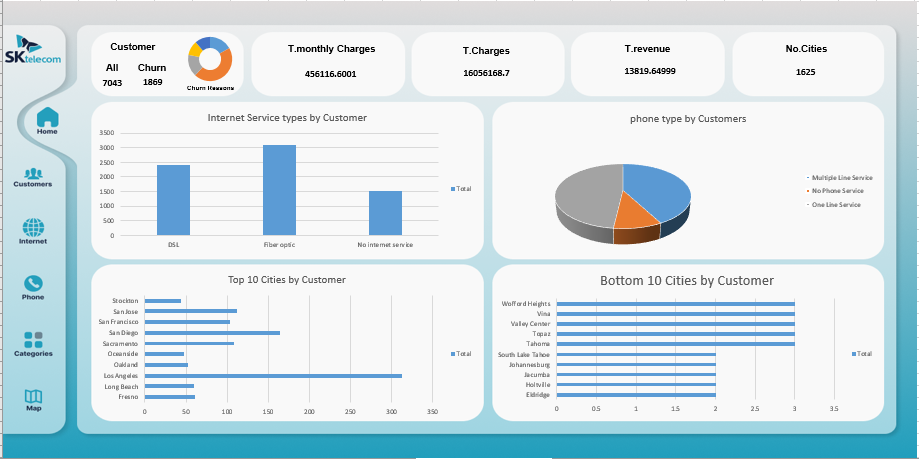 SK
telecom
Home
Customers
Internet
Phone
Categories
Map
Customer
All Churn
7043 1869
Churn Reasons
T.monthly Charges
456116.6001
T.Charges
16056168.7
T.revenue
13819.64999
No.Cities
1625
Internet Service types by Customer
3500
3000
2500
2000
1500
1000
500
0
DSL Fiber optic No internet service
Total
phone type by Customers
Multiple Line Service
No Phone Service
One Line Service
Top 10 Cities by Customer
Stockton
San Jose
San Francisco
San Diego
Sacramento
Oceanside
Oakland
Los Angeles
Long Beach
Fresno
0 50 100 150 200 250 300 350
Total
Bottom 10 Cities by Customer
Wofford Heights
Vina
Valley Center
Topaz
Tahoma
South Lake Tahoe
Johannesburg
Jacumba
Holtville
Eldridge
0 0.5 1 1.5 2 2.5 3 3.5
Total